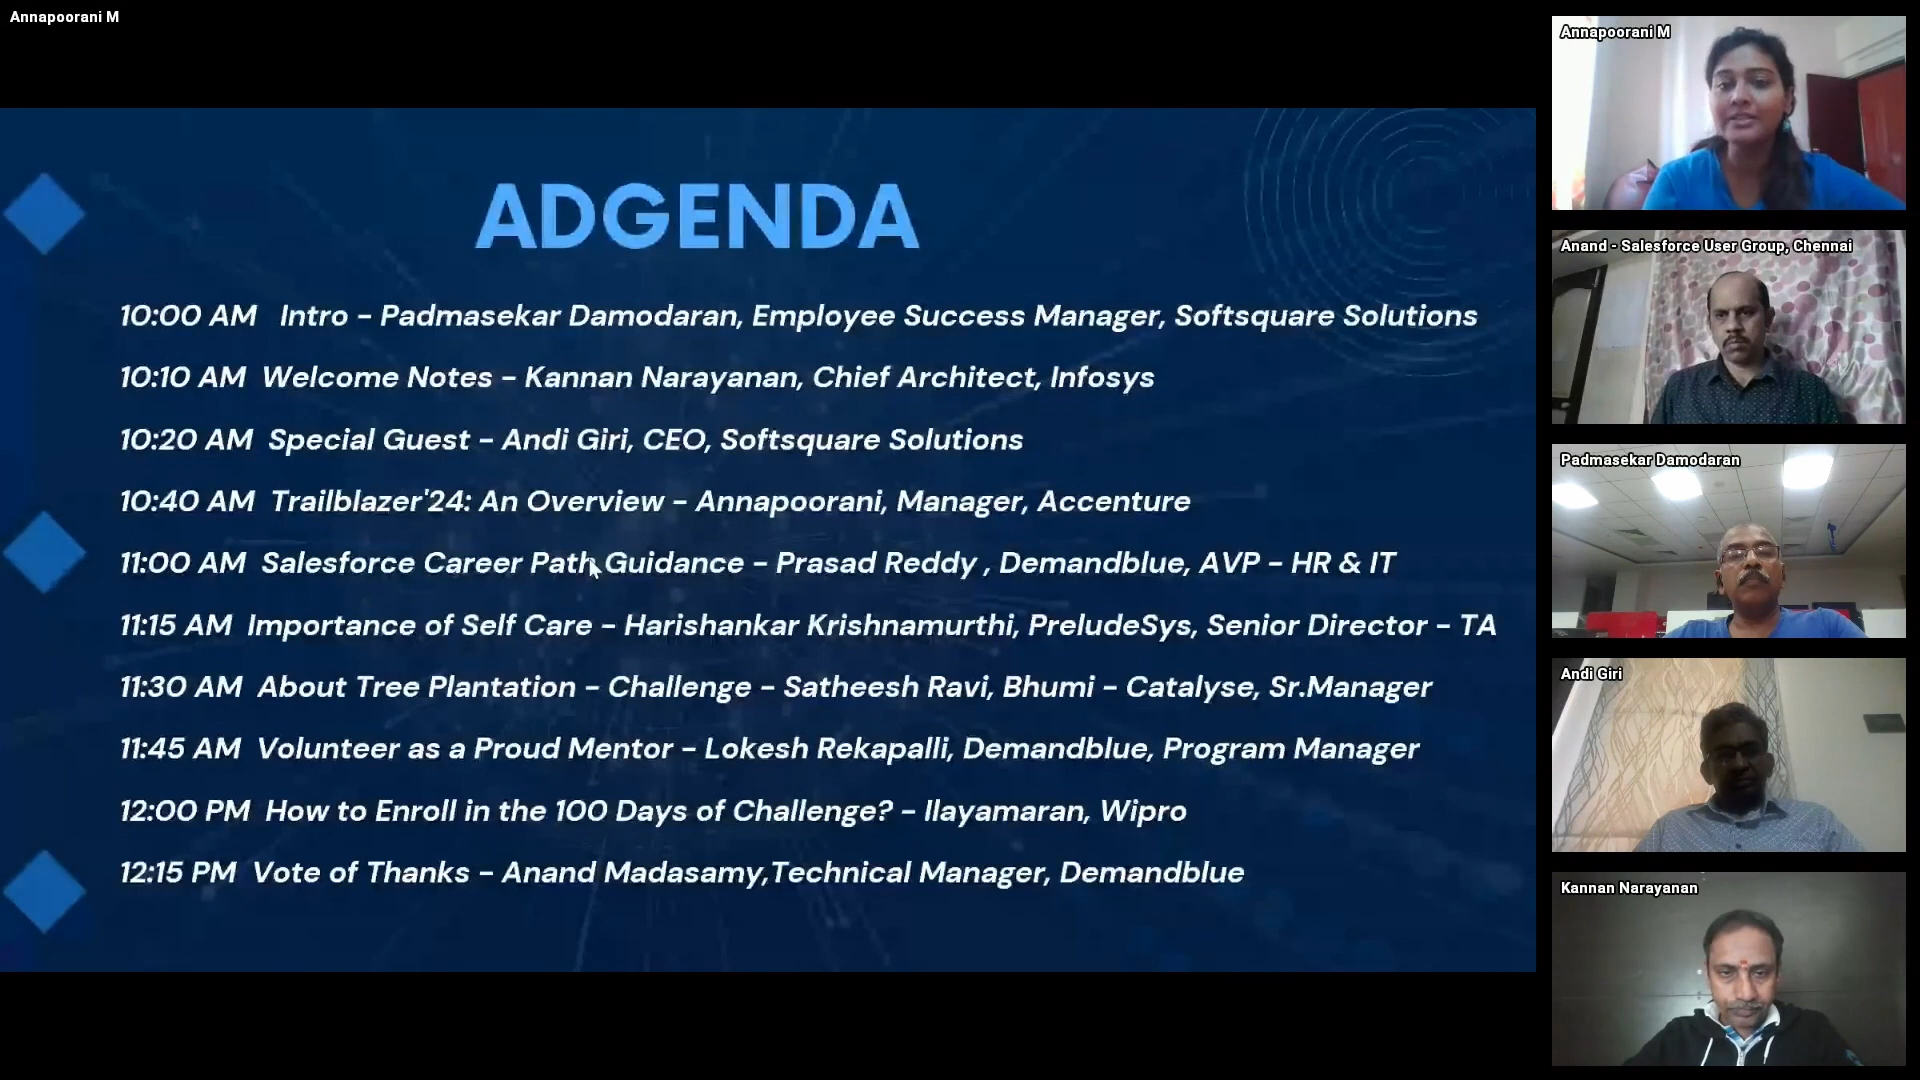 Annapoorani M
ADGENDA
10:00 AM Intro - Padmasekar Damodaran, Employee Success Manager, Softsquare Solutions
10:10 AM Welcome Notes - Kannan Narayanan, Chief Architect, Infosys
10:20 AM Special Guest - Andi Giri, CEO, Softsquare Solutions
10:40 AM Trailblazer'24: An Overview - Annapoorani, Manager, Accenture
11:00 AM Salesforce Career Path Guidance - Prasad Reddy , Demandblue, AVP - HR & IT
11:15 AM Importance of Self Care - Harishankar Krishnamurthi, PreludeSys, Senior Director - TA
11:30 AM About Tree Plantation - Challenge - Satheesh Ravi, Bhumi - Catalyse, Sr.Manager
11:45 AM Volunteer as a Proud Mentor - Lokesh Rekapalli, Demandblue, Program Manager
12:00 PM How to Enroll in the 100 Days of Challenge? - Ilayamaran, Wipro
12:15 PM Vote of Thanks - Anand Madasamy,Technical Manager, Demandblue
Annapoorani M
Anand - Salesforce User Group, Chennai
Padmasekar Damodaran
Andi Giri
Kannan Narayanan